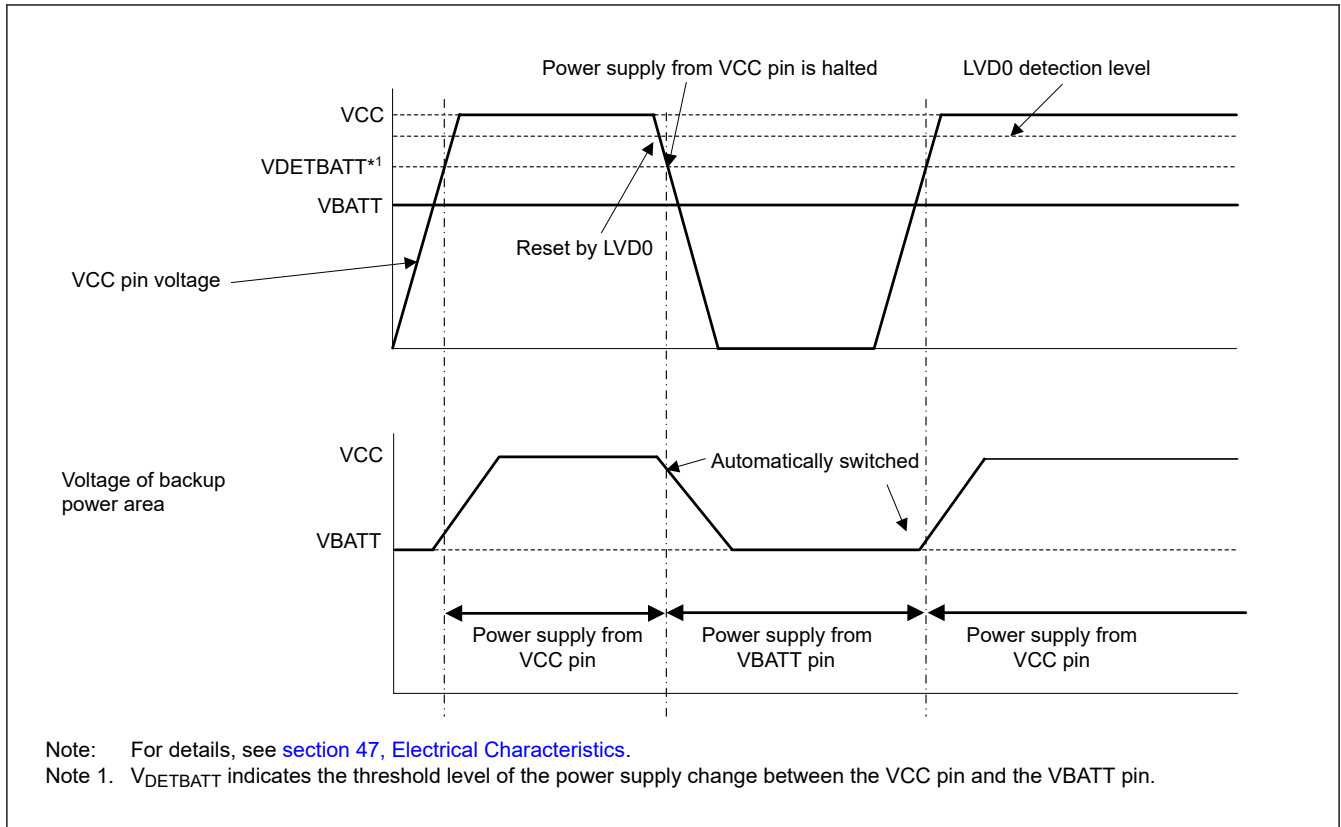 Power supply from VCC pin is halted
LVD0 detection level
VCC
VDETBATT*1
VBATT
Reset by LVD0
VCC pin voltage
VCC
Automatically switched
Voltage of backup
power area
VBATT
Power supply from
VCC pin
Power supply from
VBATT pin
Power supply from
VCC pin
Note: For details, see section 47, Electrical Characteristics.
Note 1. VDETBATT indicates the threshold level of the power supply change between the VCC pin and the VBATT pin.